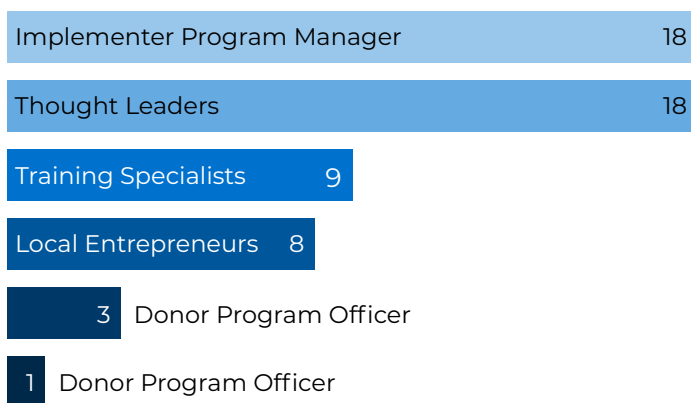 Implementer Program Manager 18
Thought Leaders 18
Training Specialists 9
Local Entrepreneurs 8
3 Donor Program Officer
1 Donor Program Officer